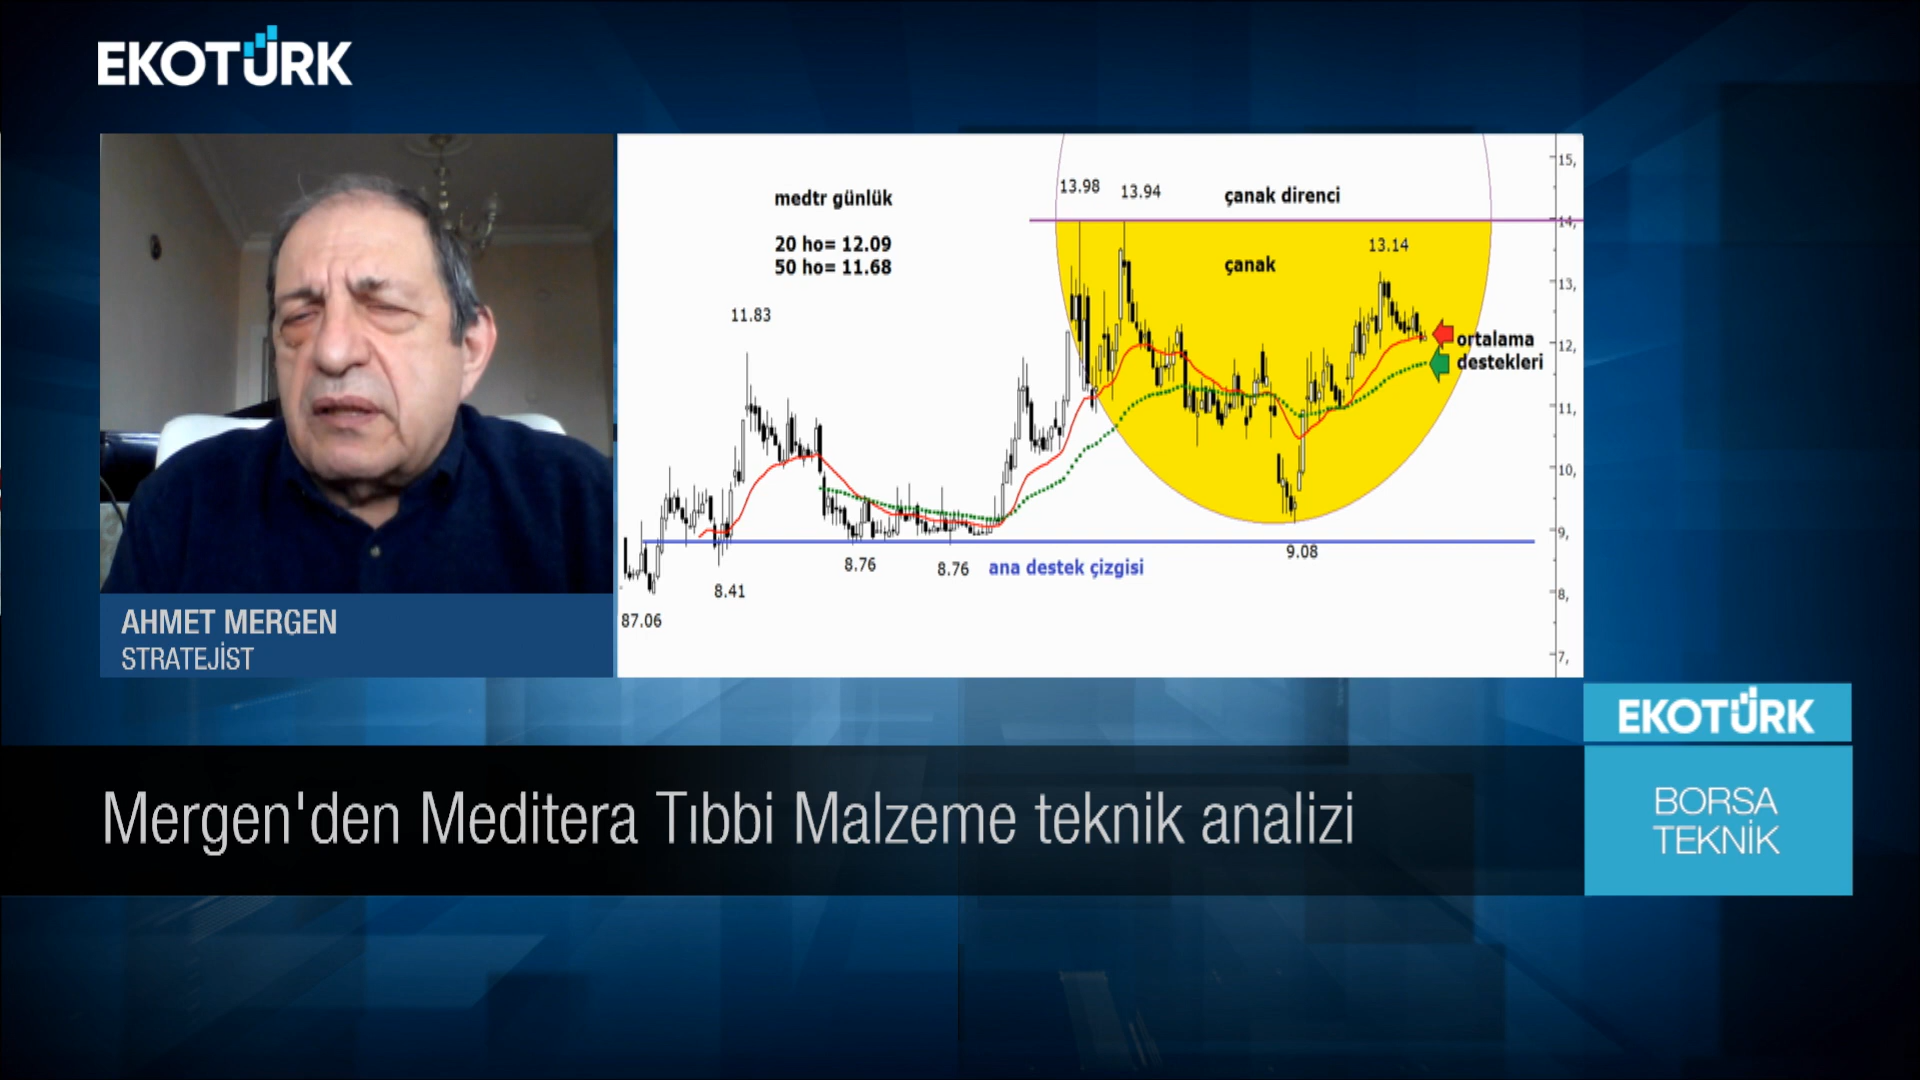 EKOTÜRK
medtr günlük
20 ho= 12.09
50 ho= 11.68
13.98
13.94
çanak direnci
çanak
13.14
11.83
ortalama
destekleri
8.76
8.76
ana destek çizgisi
9.08
8.41
87.06
15,
14,
13,
12,
11,
10,
9,
8,
7,
AHMET MERGEN
STRATEJİST
EKOTÜRK
Mergen'den Meditera Tıbbi Malzeme teknik analizi
BORSA
TEKNİK